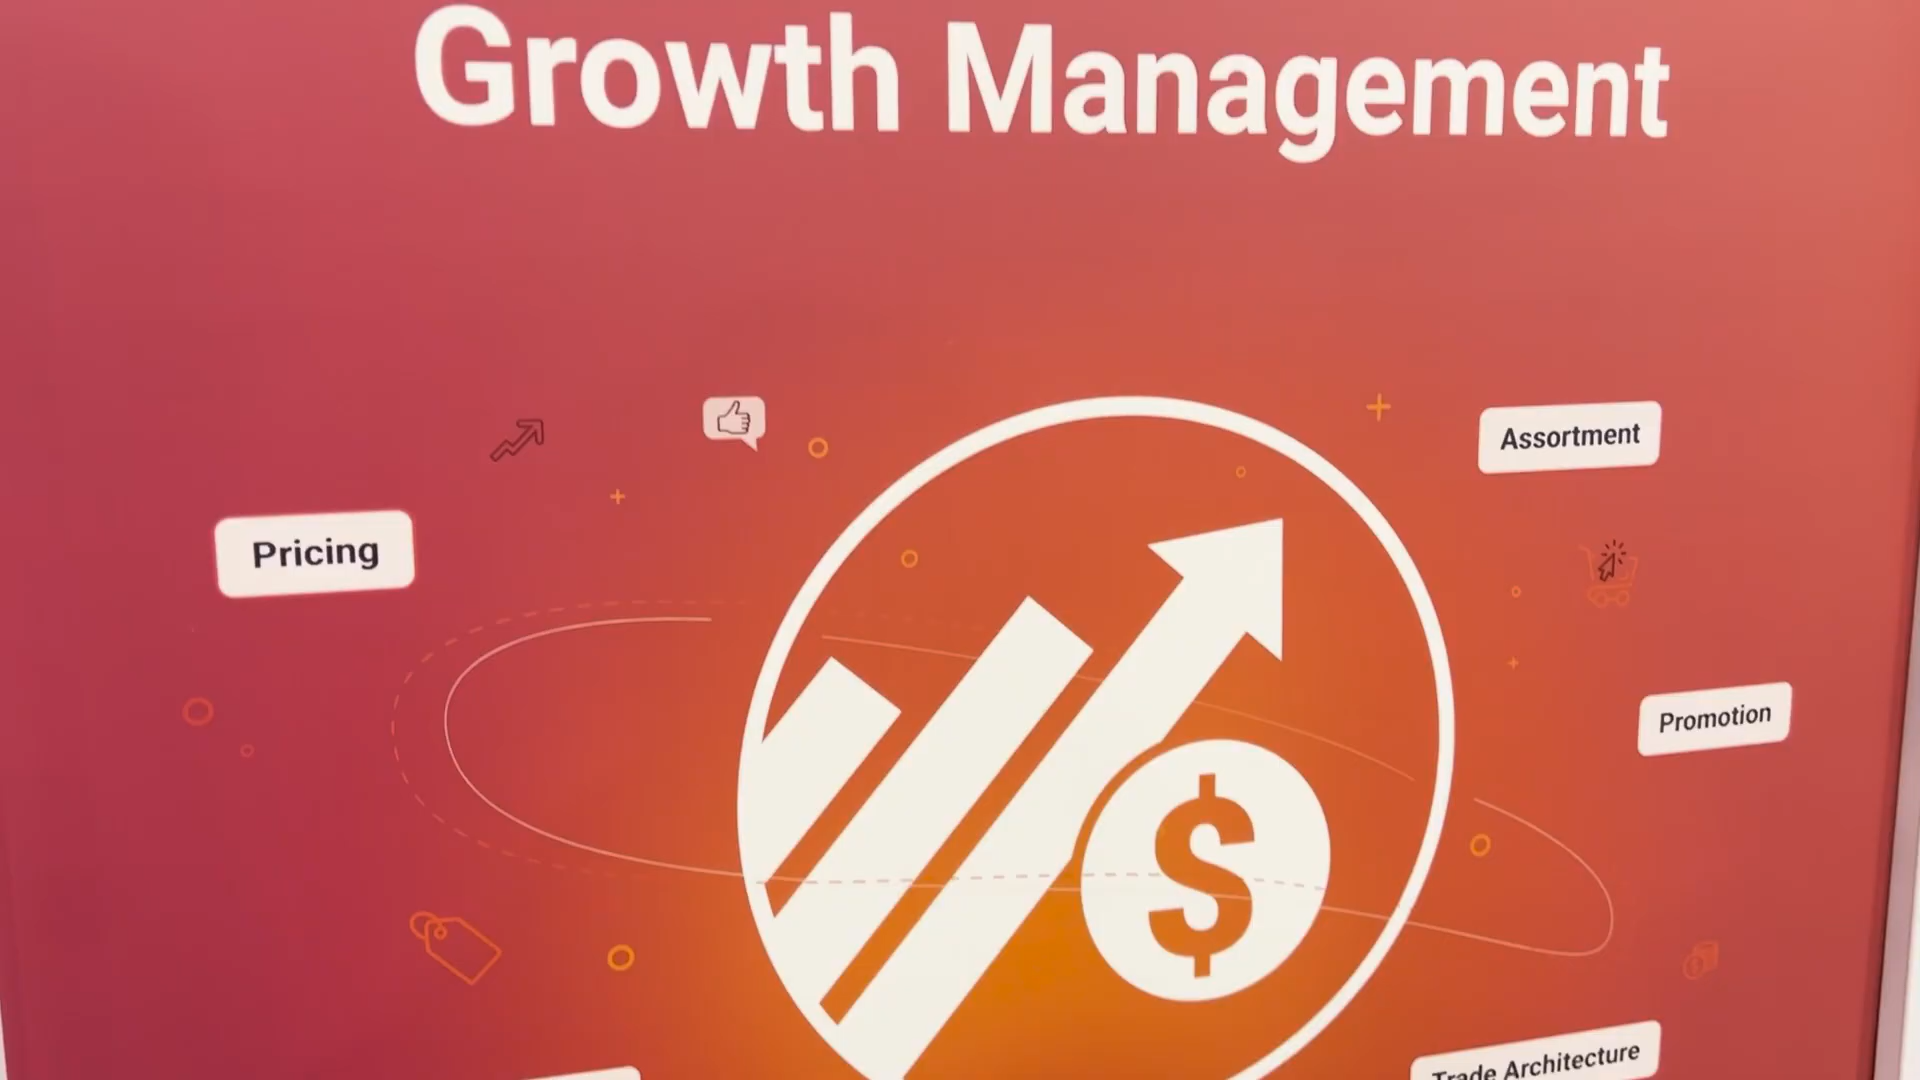 Growth Management
Assortment
Pricing
Promotion
Trade Architecture
$